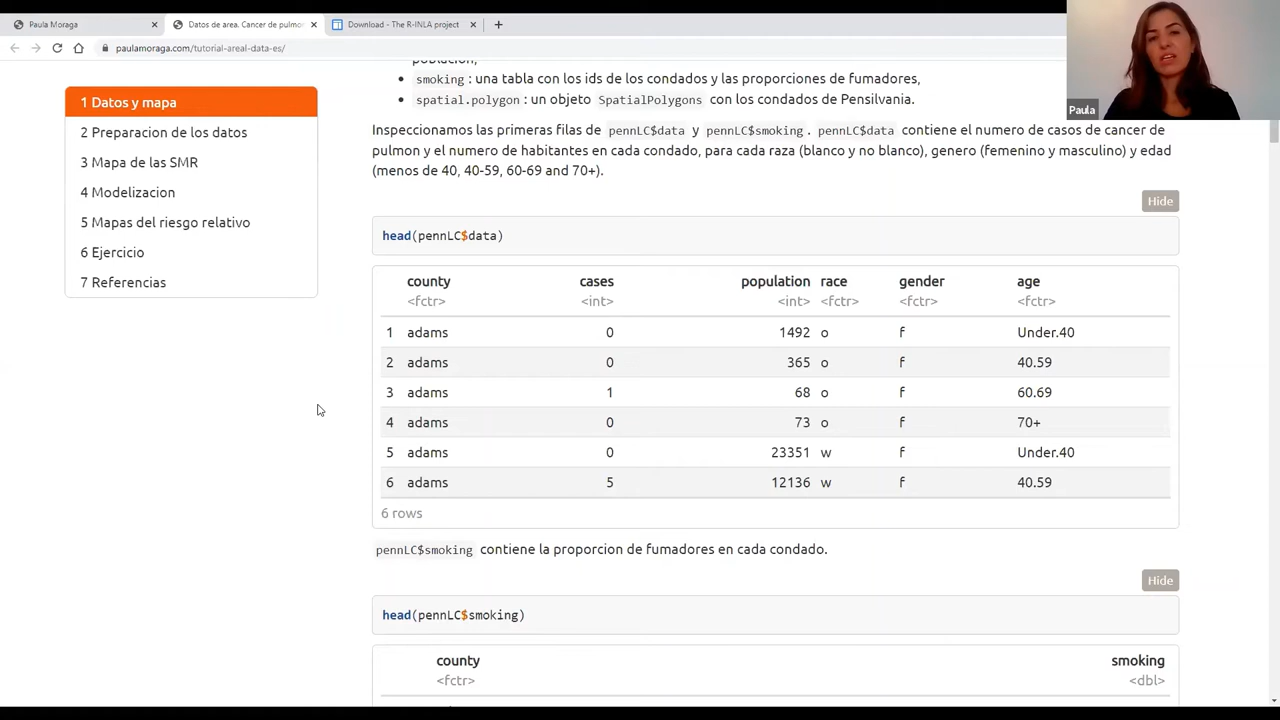 Paula Moraga
Datos de area. Cancer de pulmon
Download - The R-INLA project
paulamoraga.com/tutorial-areal-data-es/
Paula
1 Datos y mapa
2 Preparacion de los datos
3 Mapa de las SMR
4 Modelizacion
5 Mapas del riesgo relativo
6 Ejercicio
7 Referencias
población,
smoking : una tabla con los ids de los condados y las proporciones de fumadores,
spatial.polygon : un objeto SpatialPolygons con los condados de Pensilvania.
Inspeccionamos las primeras filas de pennLC$data y pennLC$smoking. pennLC$data contiene el numero de casos de cancer de
pulmon y el numero de habitantes en cada condado, para cada raza (blanco y no blanco), genero (femenino y masculino) y edad
(menos de 40, 40-59, 60-69 and 70+).
Hide
head(pennLC$data)
county cases population race gender age
<fctr> <int> <int> <fctr> <fctr> <fctr>
1 adams 0 1492 o f Under.40
2 adams 0 365 o f 40.59
3 adams 1 68 o f 60.69
4 adams 0 73 o f 70+
5 adams 0 23351 w f Under.40
6 adams 5 12136 w f 40.59
6 rows
pennLC$smoking contiene la proporcion de fumadores en cada condado.
Hide
head(pennLC$smoking)
county smoking
<fctr> <dbl>